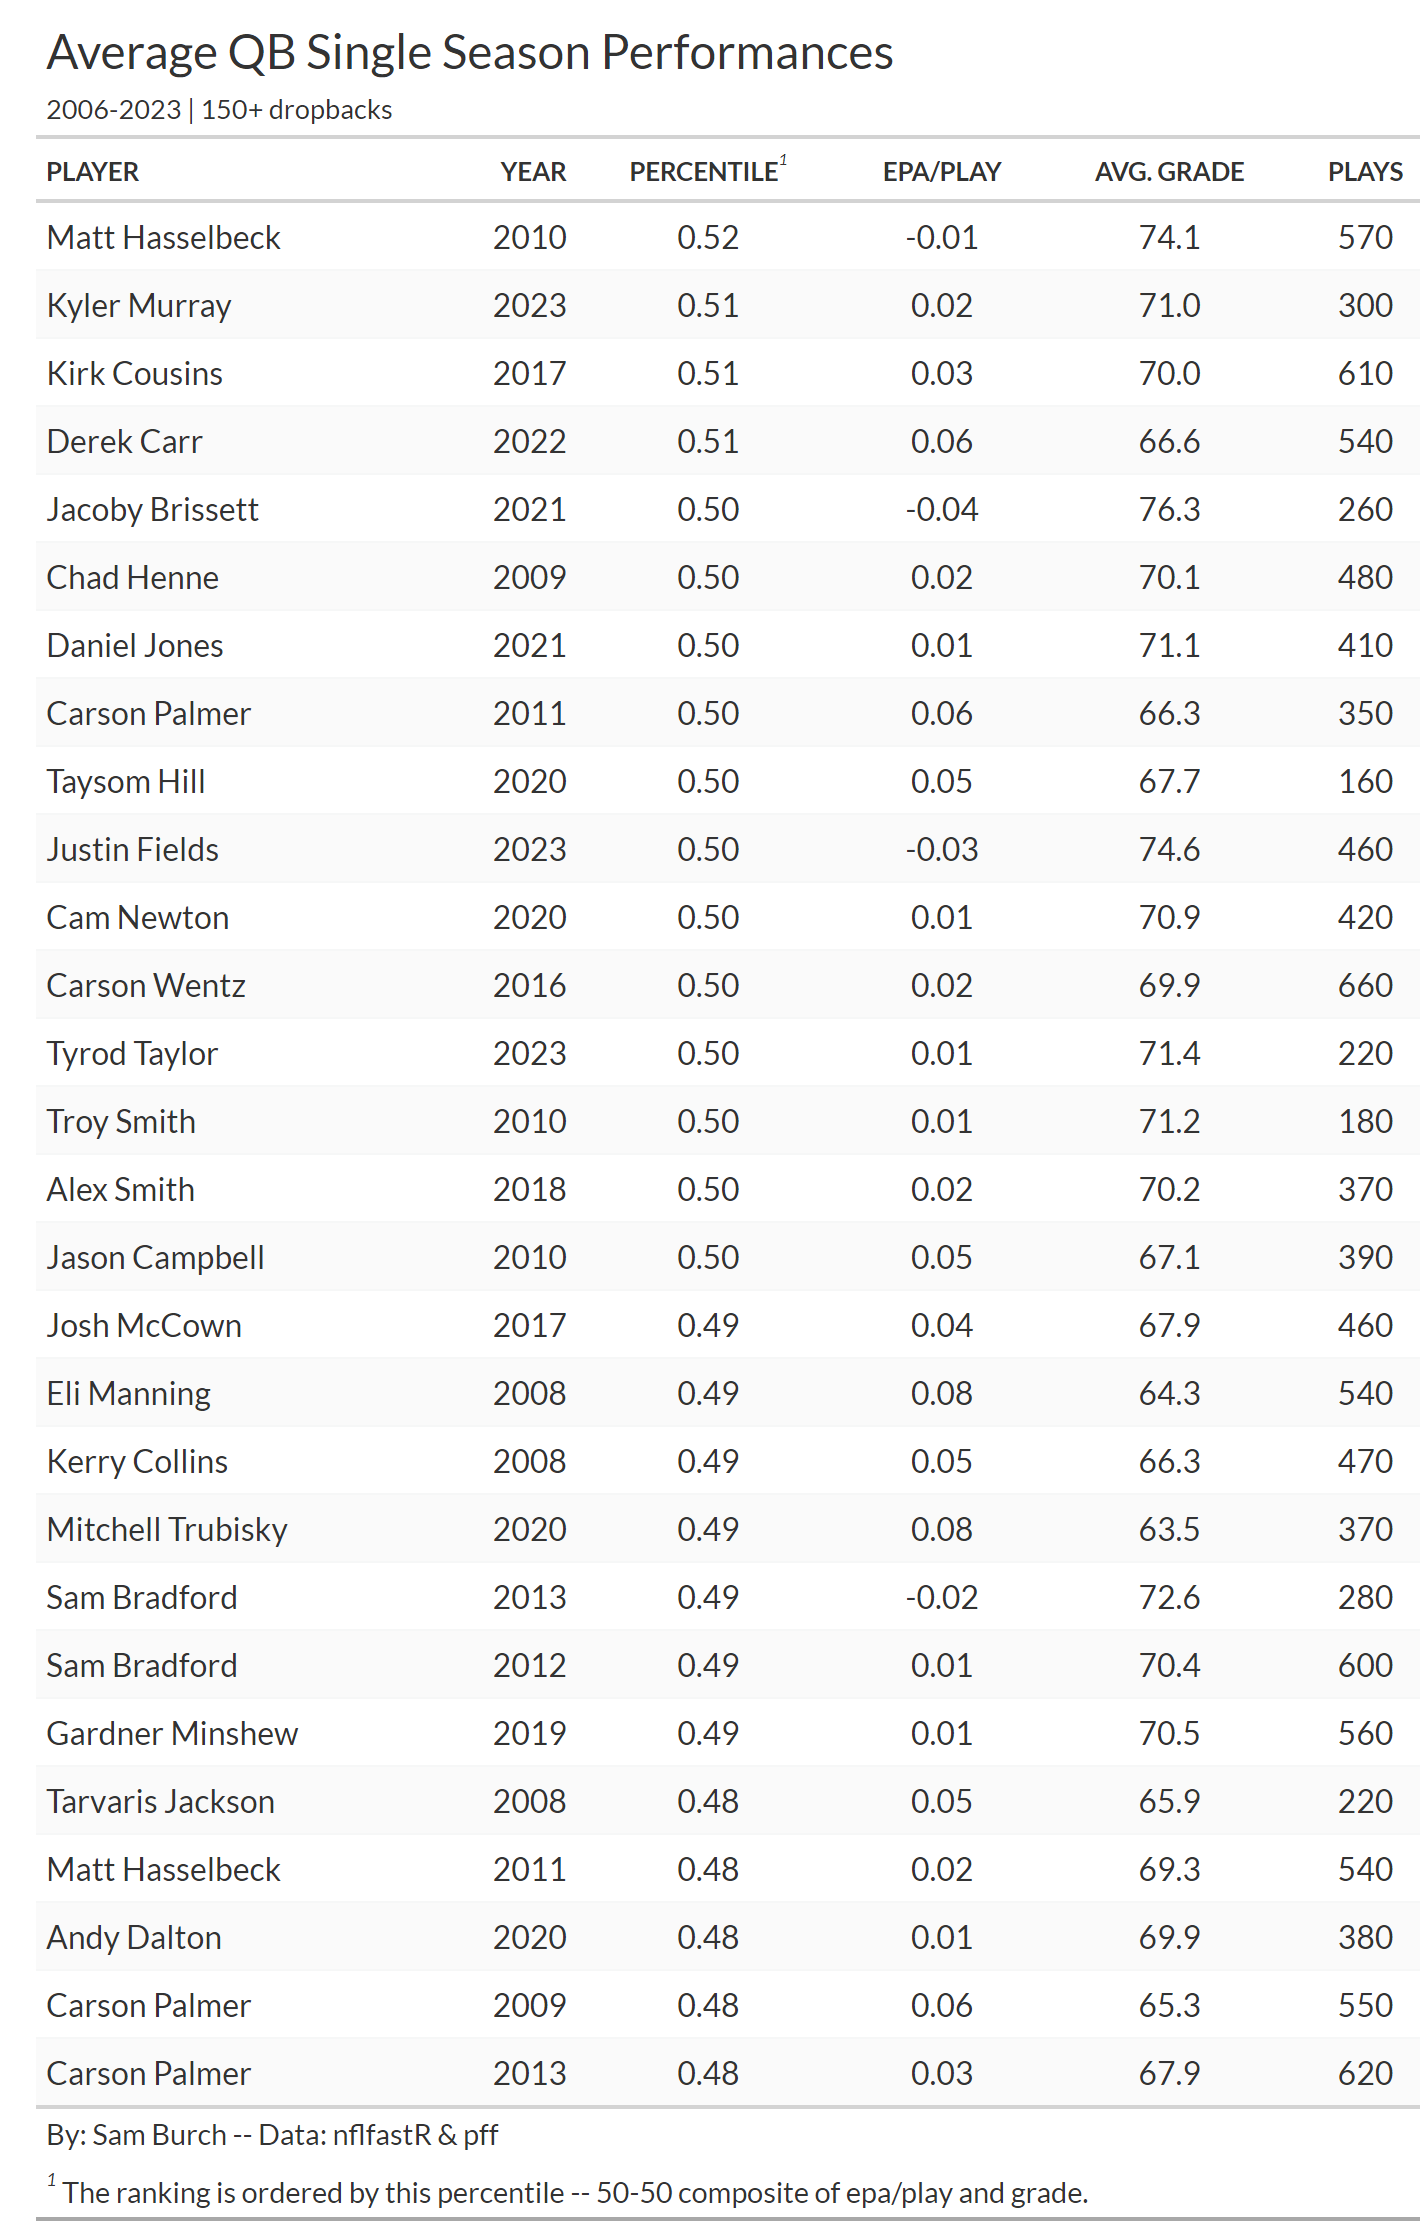 Average QB Single Season Performances
2006-2023 | 150+ dropbacks
PLAYER YEAR PERCENTILE1 EPA/PLAY AVG. GRADE PLAYS
Matt Hasselbeck 2010 0.52 -0.01 74.1 570
Kyler Murray 2023 0.51 0.02 71.0 300
Kirk Cousins 2017 0.51 0.03 70.0 610
Derek Carr 2022 0.51 0.06 66.6 540
Jacoby Brissett 2021 0.50 -0.04 76.3 260
Chad Henne 2009 0.50 0.02 70.1 480
Daniel Jones 2021 0.50 0.01 71.1 410
Carson Palmer 2011 0.50 0.06 66.3 350
Taysom Hill 2020 0.50 0.05 67.7 160
Justin Fields 2023 0.50 -0.03 74.6 460
Cam Newton 2020 0.50 0.01 70.9 420
Carson Wentz 2016 0.50 0.02 69.9 660
Tyrod Taylor 2023 0.50 0.01 71.4 220
Troy Smith 2010 0.50 0.01 71.2 180
Alex Smith 2018 0.50 0.02 70.2 370
Jason Campbell 2010 0.50 0.05 67.1 390
Josh McCown 2017 0.49 0.04 67.9 460
Eli Manning 2008 0.49 0.08 64.3 540
Kerry Collins 2008 0.49 0.05 66.3 470
Mitchell Trubisky 2020 0.49 0.08 63.5 370
Sam Bradford 2013 0.49 -0.02 72.6 280
Sam Bradford 2012 0.49 0.01 70.4 600
Gardner Minshew 2019 0.49 0.01 70.5 560
Tarvaris Jackson 2008 0.48 0.05 65.9 220
Matt Hasselbeck 2011 0.48 0.02 69.3 540
Andy Dalton 2020 0.48 0.01 69.9 380
Carson Palmer 2009 0.48 0.06 65.3 550
Carson Palmer 2013 0.48 0.03 67.9 620
By: Sam Burch -- Data: nflfastR & pff
1 The ranking is ordered by this percentile -- 50-50 composite of epa/play and grade.